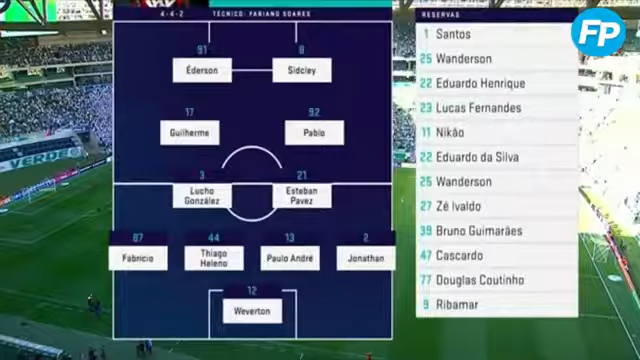 4-4-2 TÉCNICO: FABIANO SOARES
91 8
Éderson Sidcley
17 92
Guilherme Pablo
3 21
Lucho González Esteban Pavez
87 44 13 2
Fabricio Thiago Heleno Paulo André Jonathan
12
Weverton
RESERVAS
1 Santos
25 Wanderson
22 Eduardo Henrique
23 Lucas Fernandes
11 Nikão
22 Eduardo da Silva
25 Wanderson
27 Zé Ivaldo
39 Bruno Guimarães
47 Cascardo
77 Douglas Coutinho
9 Ribamar
FP
VERDE